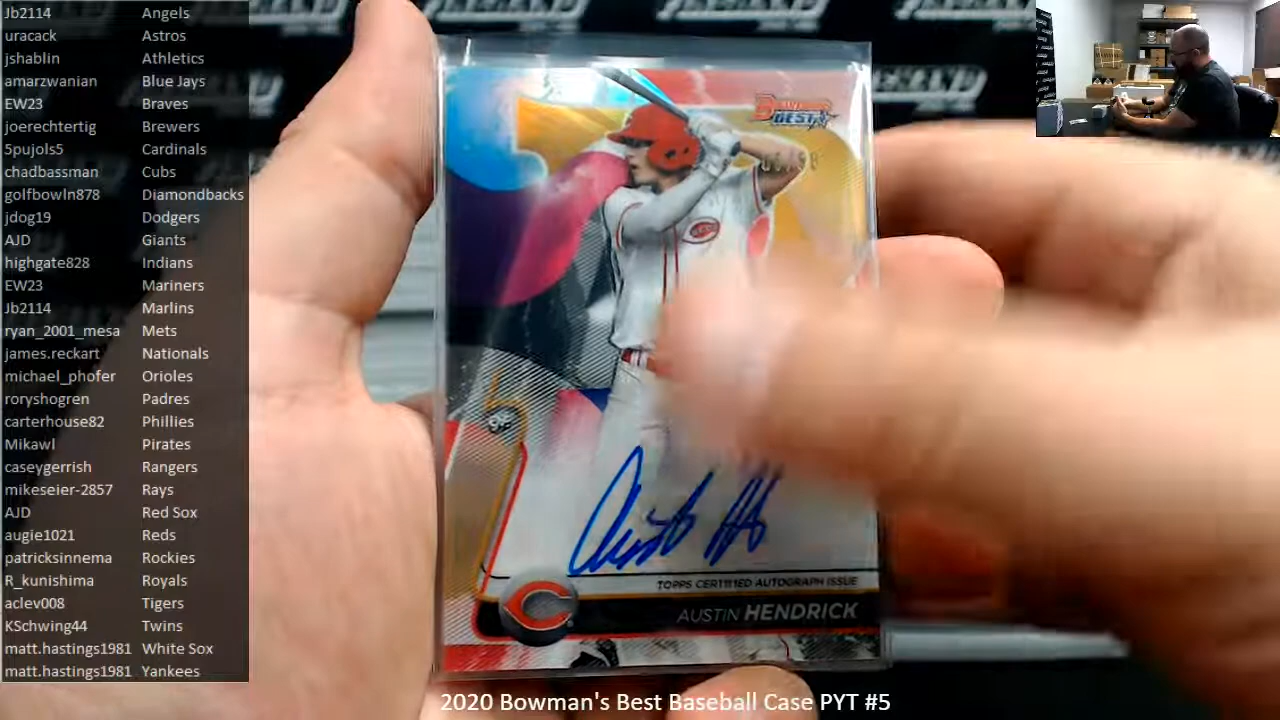 Jb2114 Angels
uracack Astros
jshablin Athletics
amarzwanian Blue Jays
EW23 Braves
joerechtertig Brewers
5pujols5 Cardinals
chadbassman Cubs
golfbowln878 Diamondbacks
jdog19 Dodgers
AJD Giants
highgate828 Indians
EW23 Mariners
Jb2114 Marlins
ryan_2001_mesa Mets
james.reckart Nationals
michael_phofer Orioles
roryshogren Padres
carterhouse82 Phillies
Mikawl Pirates
caseygerrish Rangers
mikeseier-2857 Rays
AJD Red Sox
augie1021 Reds
patricksinnema Rockies
R_kunishima Royals
aclev008 Tigers
KSchwing44 Twins
matt.hastings1981 White Sox
matt.hastings1981 Yankees
BOWMAN'S
BEST
REDS
OF
TOPPS CERTIFIED AUTOGRAPH ISSUE
AUSTIN HENDRICK
2020 Bowman's Best Baseball Case PYT #5